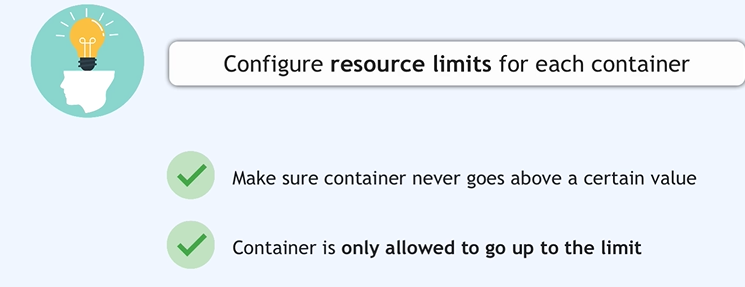 Configure resource limits for each container
Make sure container never goes above a certain value
Container is only allowed to go up to the limit